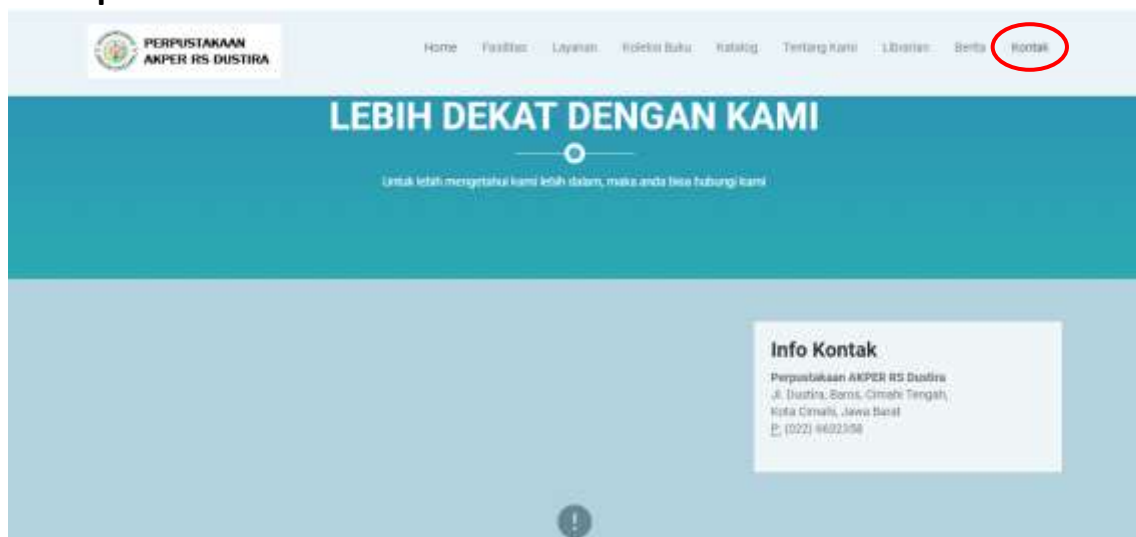 PERPUSTAKAAN
AKPER RS DUSTIRA
Home Fasilitas Layanan Koleksi Buku Katalog Tentang Kami Librarian Berita Kontak
LEBIH DEKAT DENGAN KAMI
Untuk lebih mengetahui kami lebih dalam, maka anda bisa hubungi kami
Info Kontak
Perpustakaan AKPER RS Dustira
Jl. Dustira, Baros, Cimahi Tengah,
Kota Cimahi, Jawa Barat
P: (022)